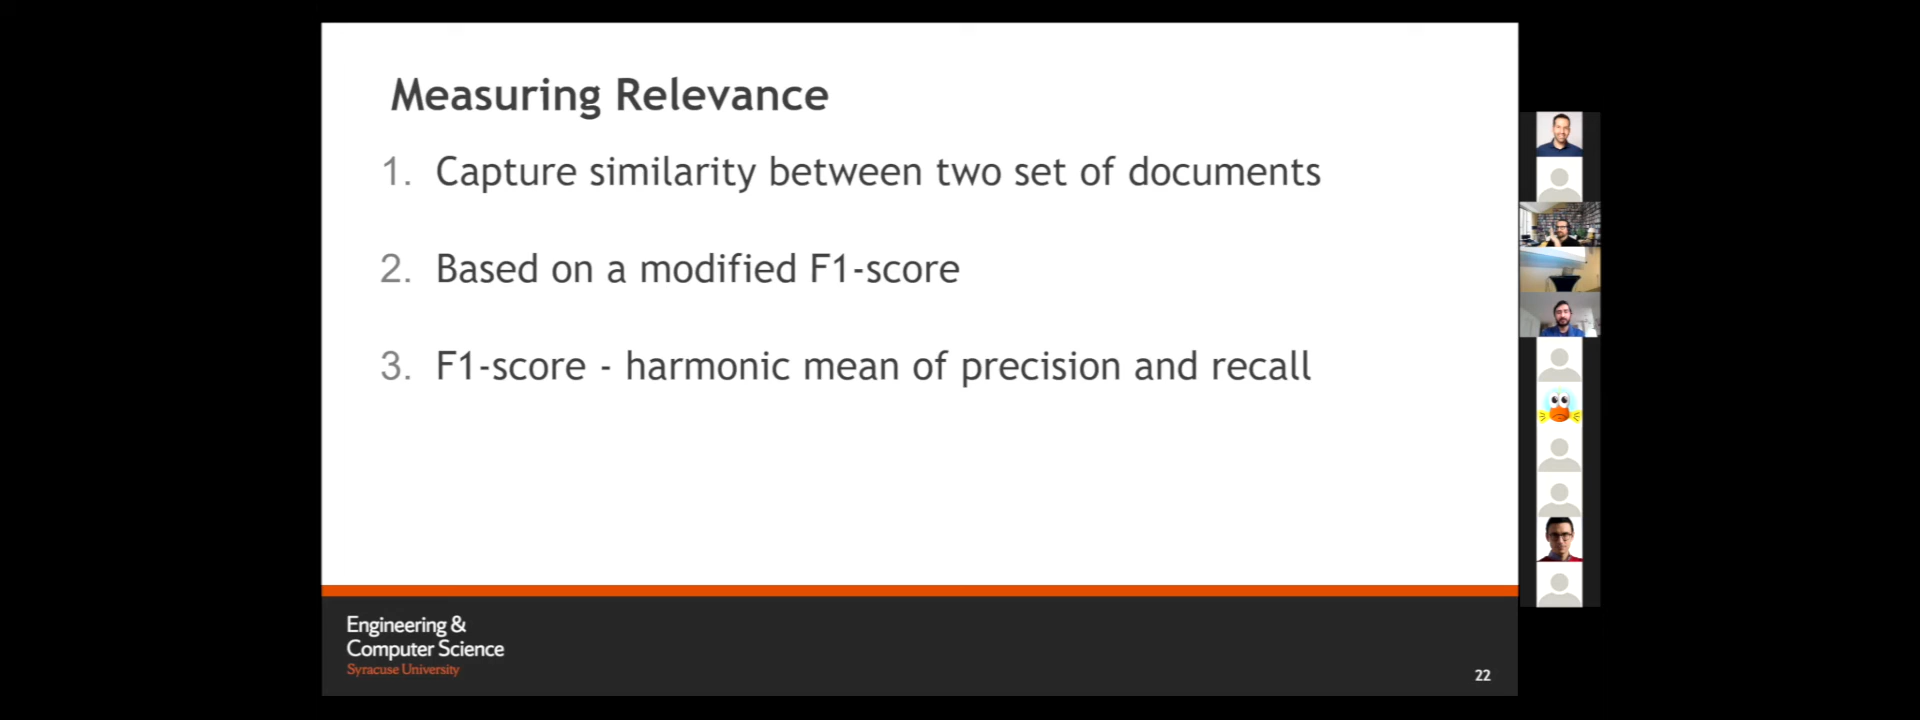 Measuring Relevance
1. Capture similarity between two set of documents
2. Based on a modified F1-score
3. F1-score - harmonic mean of precision and recall
Engineering &
Computer Science
Syracuse University
22